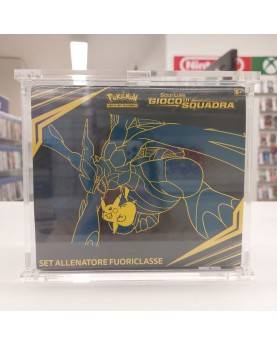 POKÉMON
SOLE E LUNA
GIOCO DI
SQUADRA
SET ALLENATORE FUORICLASSE